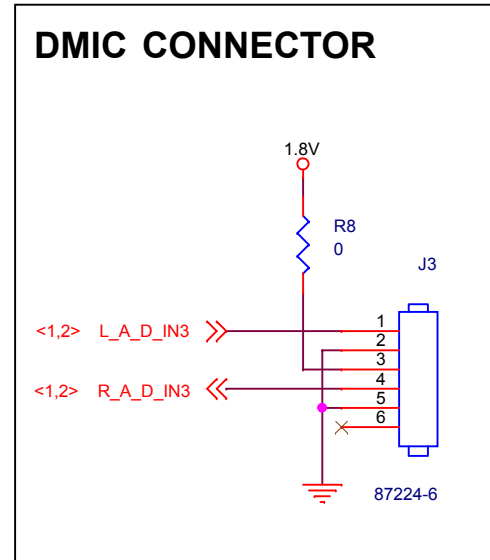 DMIC CONNECTOR
1.8V
R8
0
J3
<1,2> L_A_D_IN3
1
2
3
<1,2> R_A_D_IN3
4
5
6
87224-6